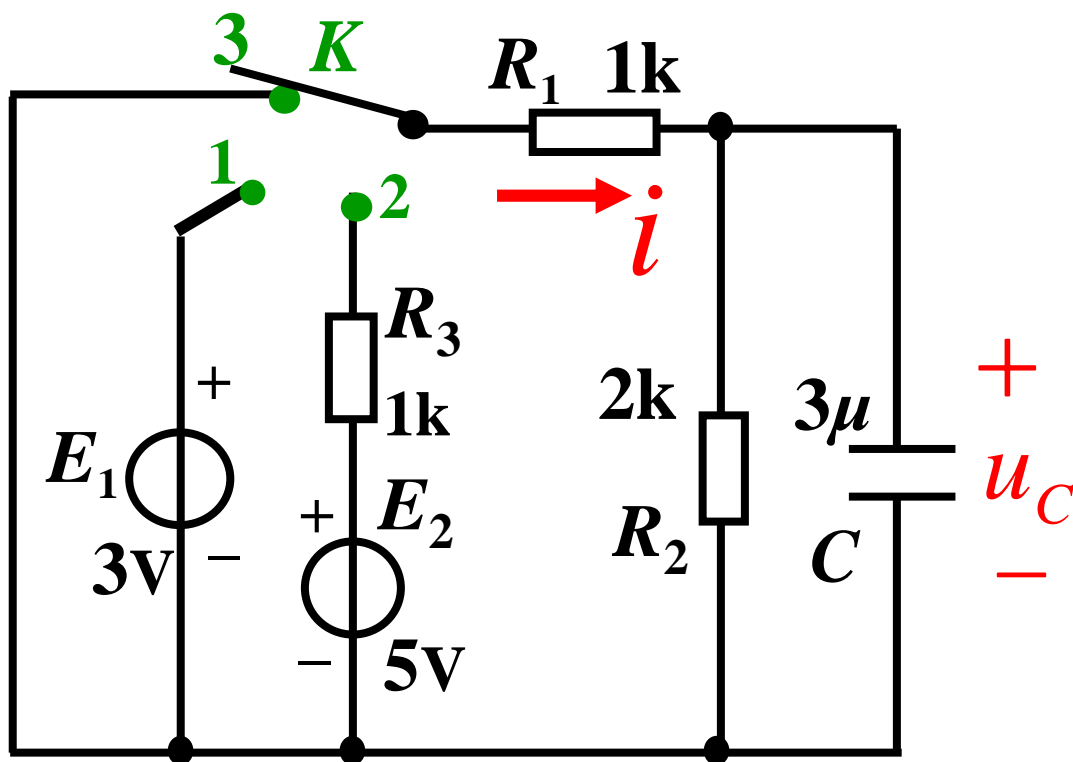 3 K
R1 1k
1
2
i
R3
1k
+
E1
3V
−
+
E2
−
5V
2k
R2
3μ
C
+
uC
−